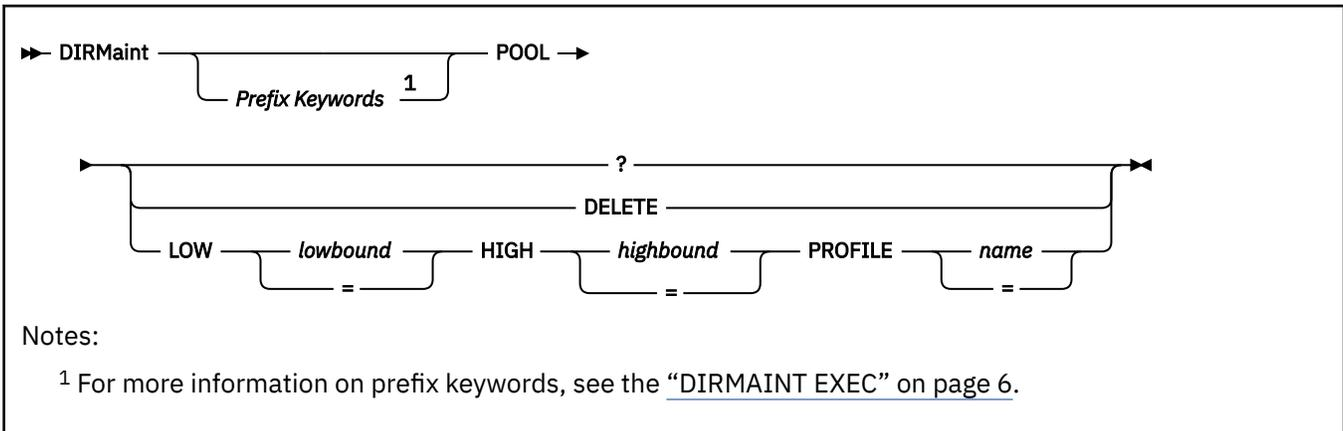 DIRMaint POOL
Prefix Keywords 1
?
DELETE
LOW lowbound HIGH highbound PROFILE name
= = =
Notes:
1 For more information on prefix keywords, see the “DIRMAINT EXEC” on page 6.